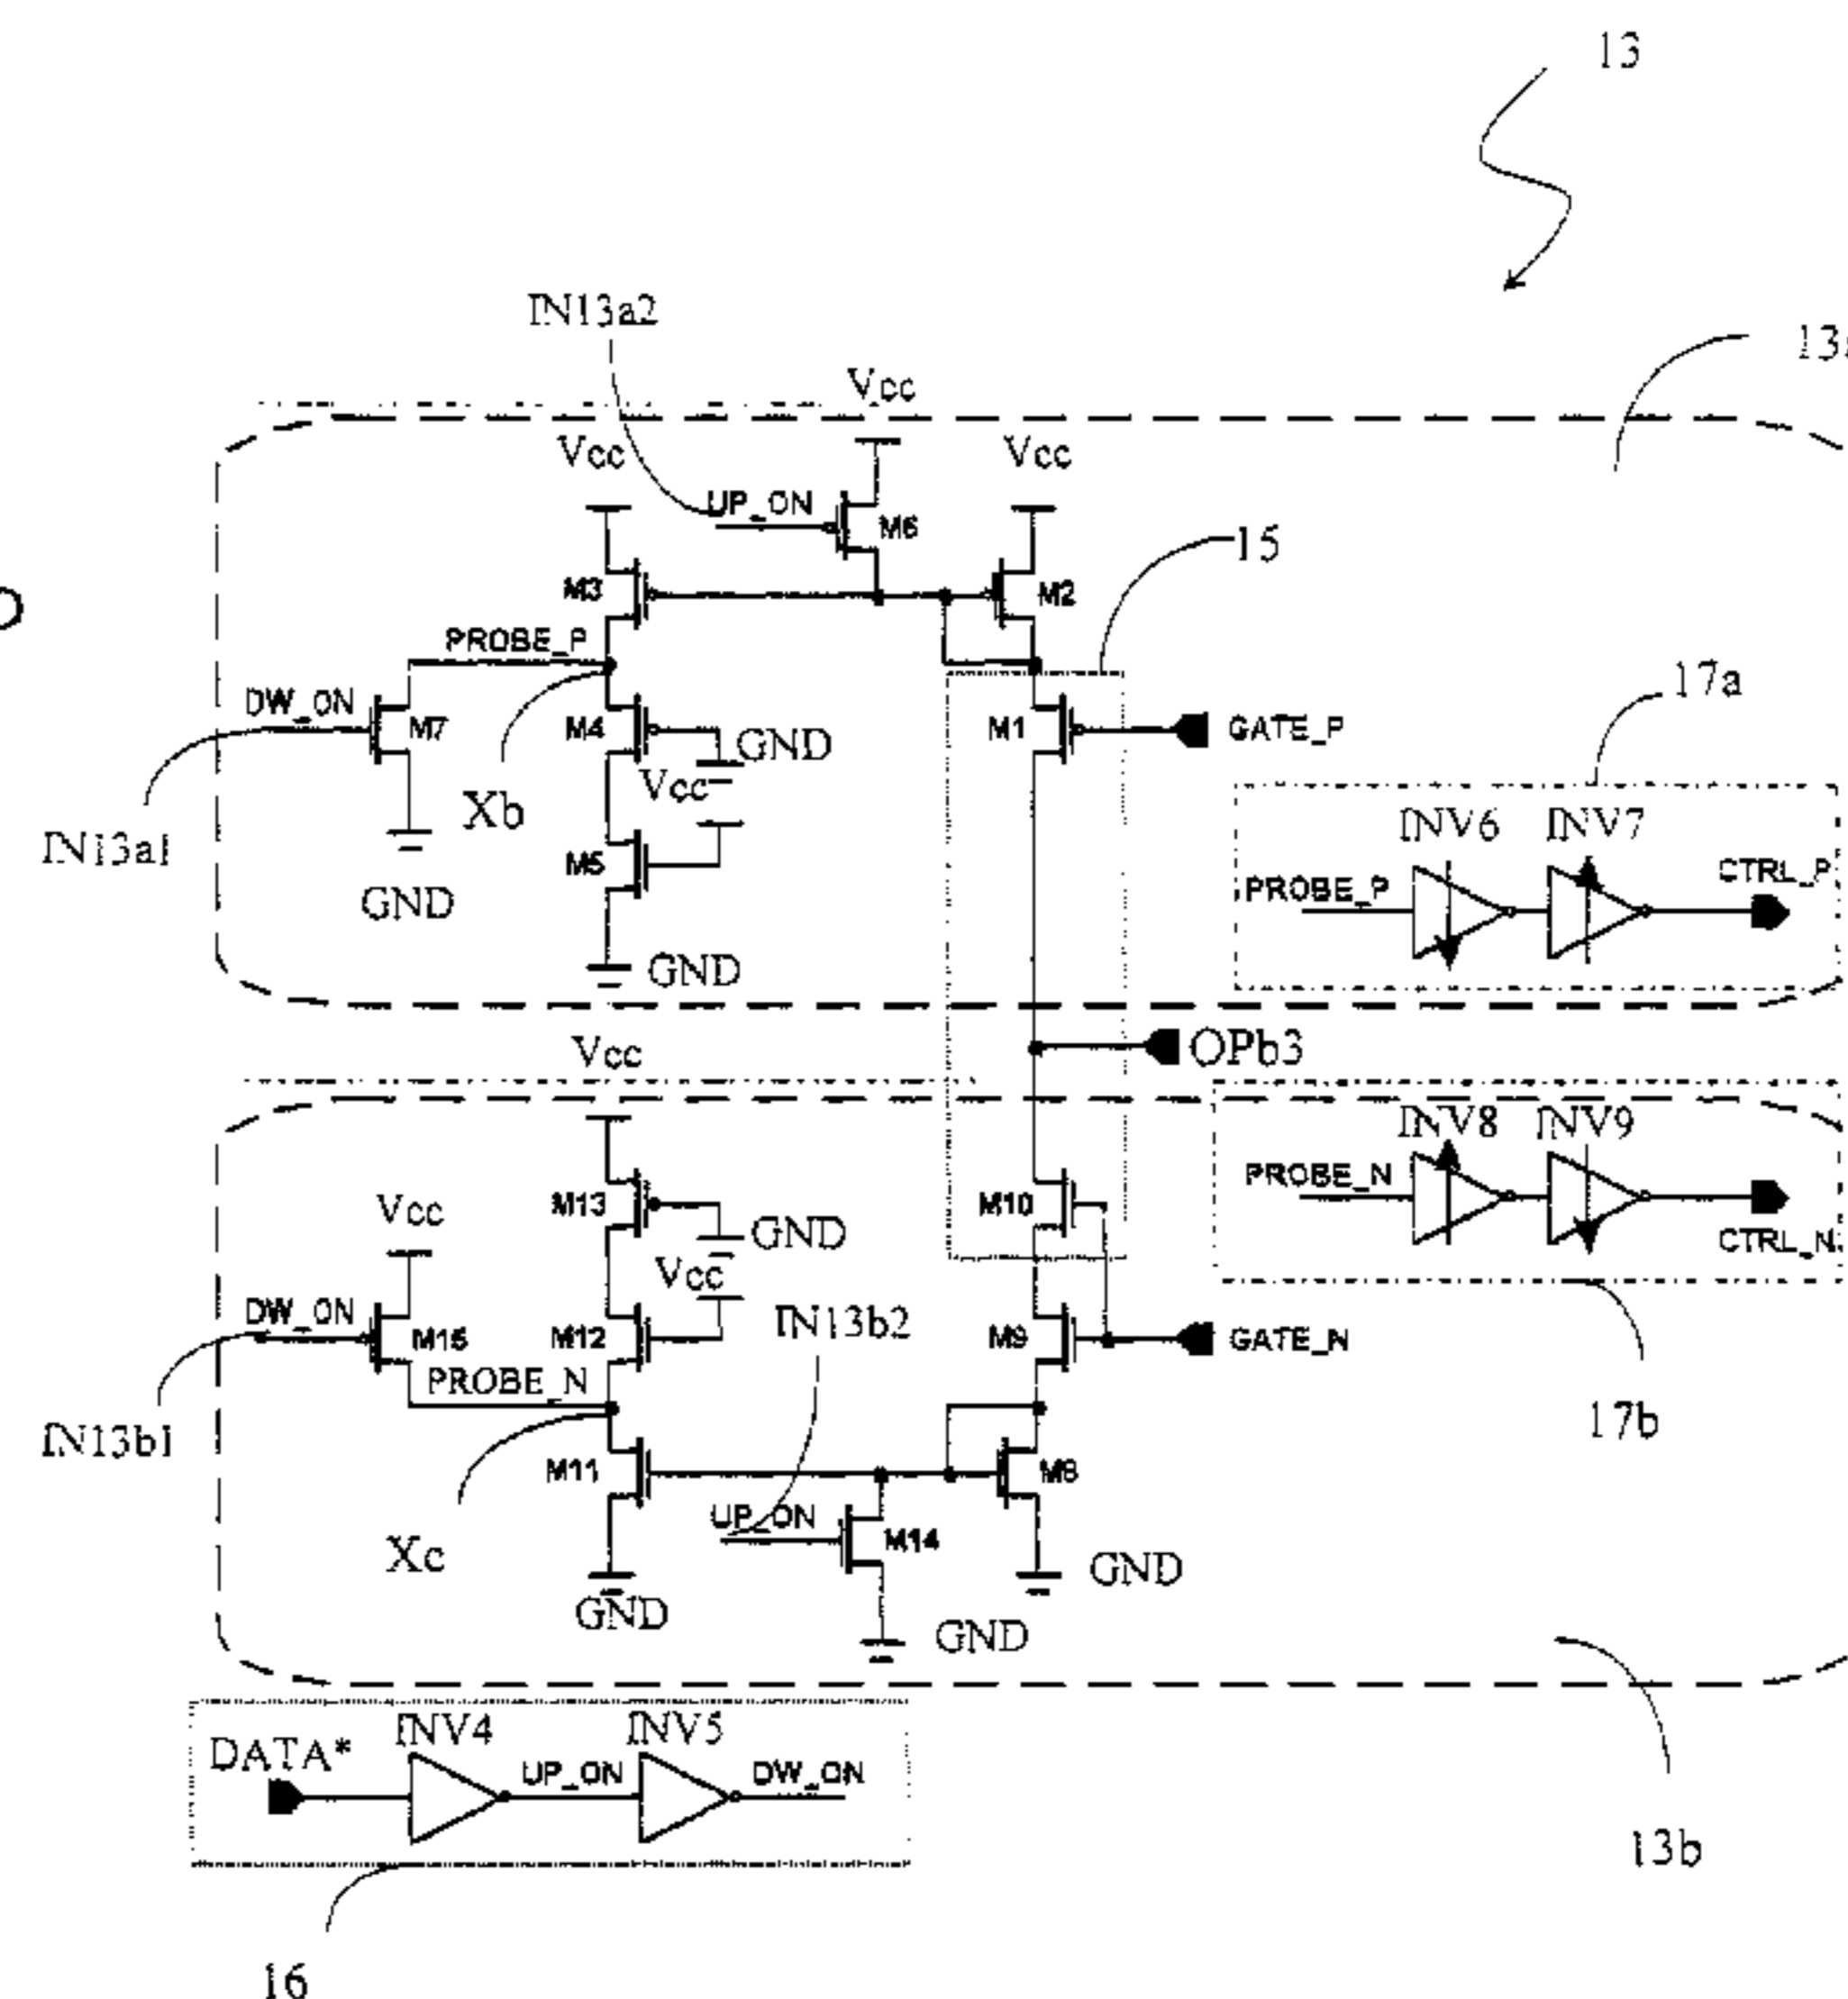 13
IN13a2
Vcc
Vcc
Vcc
UP_ON
M6
15
M3
M2
PROBE_P
17a
DW_ON
M7
M4
GND
M1
GATE_P
Vcc
Xb
INV6
INV7
IN13a1
M5
PROBE_P
CTRL_P
GND
GND
Vcc
OPb3
INV8
INV9
M13
M10
PROBE_N
Vcc
GND
CTRL_N
Vcc
DW_ON
M15
M12
IN13b2
M9
GATE_N
PROBE_N
IN13b1
17b
M11
M8
UP_ON
M14
Xc
GND
GND
GND
INV4
INV5
DATA*
UP_ON
DW_ON
13b
16